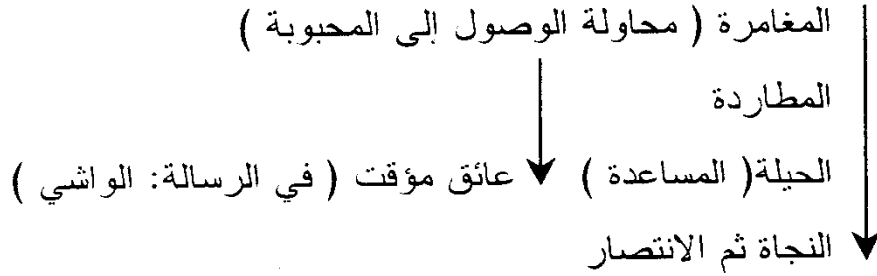 المغامرة ( محاولة الوصول إلى المحبوبة )
المطاردة
الحيلة( المساعدة ) عائق مؤقت ( في الرسالة: الواشي )
النجاة ثم الانتصار